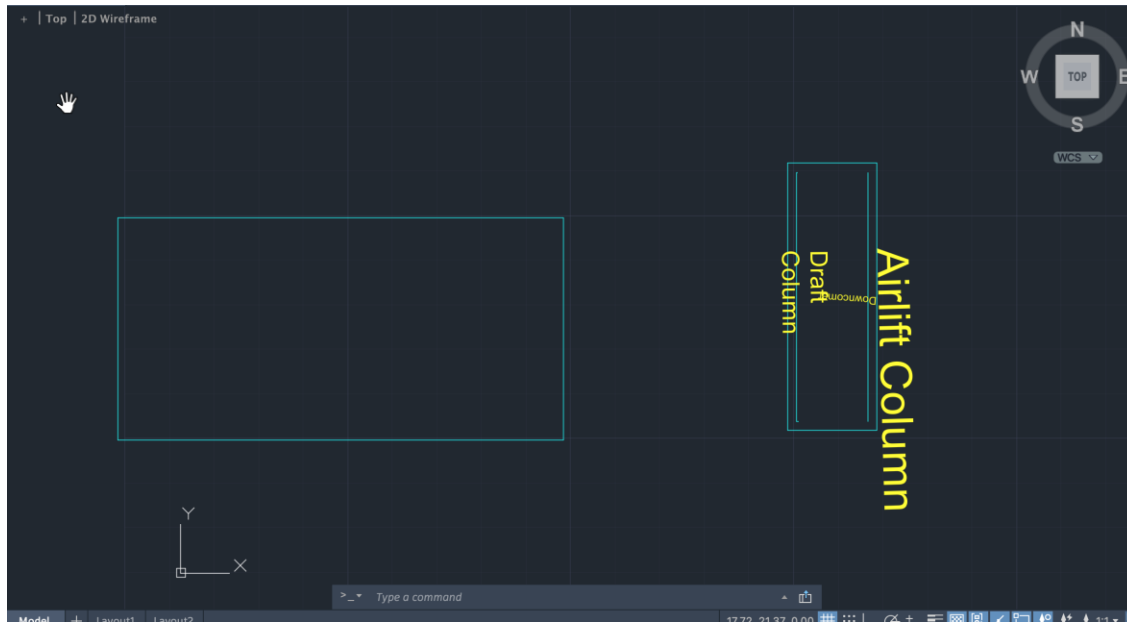 + | Top | 2D Wireframe
N
W
TOP
E
S
WCS
Draft
Column
Airlift Column
Y
X
>_ Type a command
Model + Layout1 Layout2
17.72, 21.37, 0.00
1:1